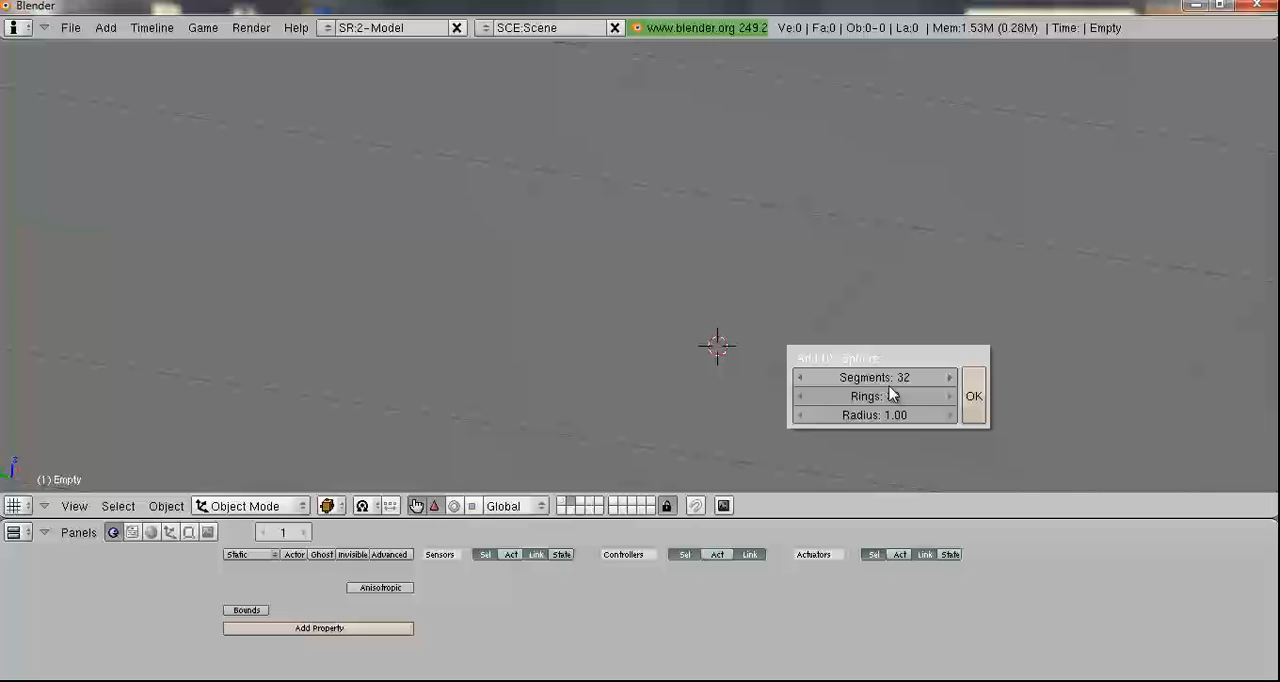 Blender
File Add Timeline Game Render Help SR:2-Model SCE:Scene www.blender.org 249.2 Ve:0 | Fa:0 | Ob:0-0 | La:0 | Mem:1.53M (0.28M) | Time: | Empty
Add UV Sphere
Segments: 32
Rings:
OK
Radius: 1.00
z
(1) Empty
View Select Object Object Mode Global
Panels 1
Static Actor Ghost Invisible Advanced Sensors Sel Act Link State Controllers Sel Act Link Actuators Sel Act Link State
Anisotropic
Bounds
Add Property